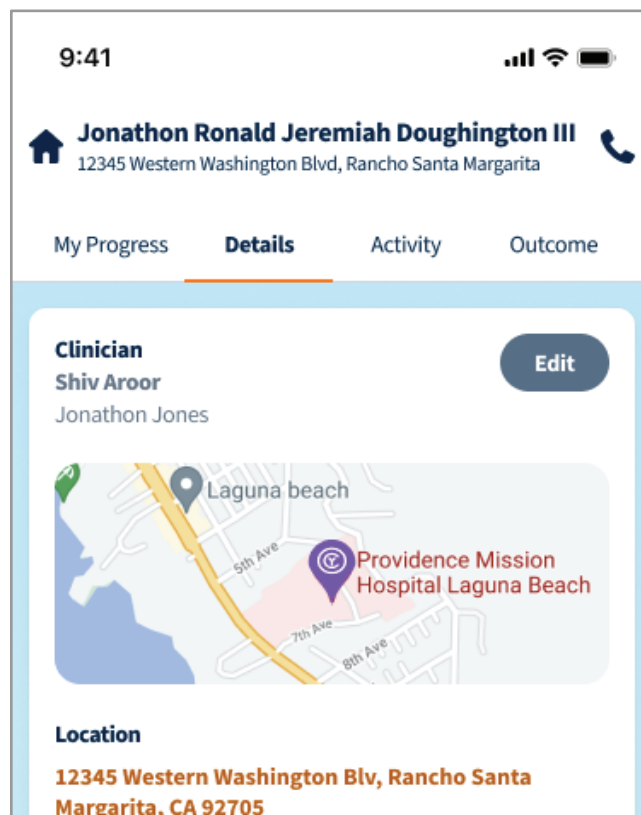 9:41
Jonathon Ronald Jeremiah Doughington III
12345 Western Washington Blvd, Rancho Santa Margarita
My Progress
Details
Activity
Outcome
Clinician
Edit
Shiv Aroor
Jonathon Jones
Laguna beach
5th Ave
Providence Mission
Hospital Laguna Beach
7th Ave
8th Ave
Location
12345 Western Washington Blv, Rancho Santa
Margarita, CA 92705